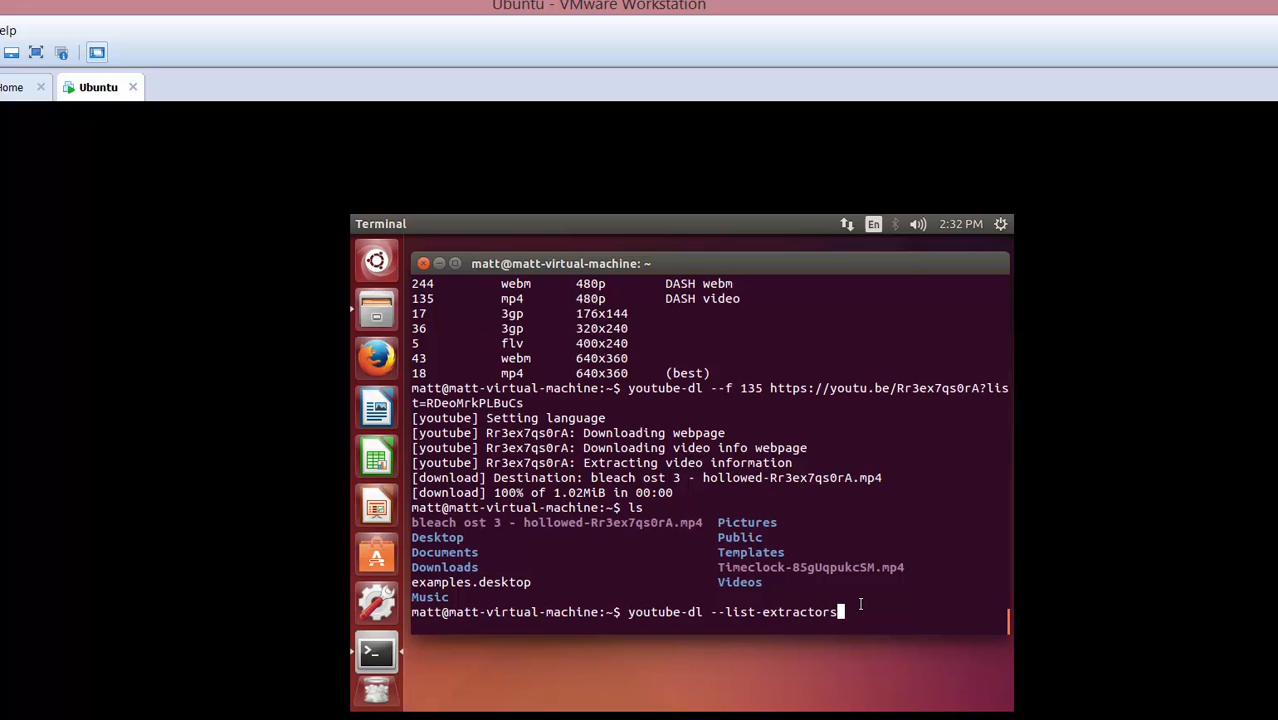 Ubuntu - VMware Workstation
elp
Home
Ubuntu
Terminal
En
2:32 PM
matt@matt-virtual-machine: ~
244 webm 480p DASH webm
135 mp4 480p DASH video
17 3gp 176x144
36 3gp 320x240
5 flv 400x240
43 webm 640x360
18 mp4 640x360 (best)
matt@matt-virtual-machine:~$ youtube-dl --f 135 https://youtu.be/Rr3ex7qs0rA?lis
t=RDeoMrkPLBuCs
[youtube] Setting language
[youtube] Rr3ex7qs0rA: Downloading webpage
[youtube] Rr3ex7qs0rA: Downloading video info webpage
[youtube] Rr3ex7qs0rA: Extracting video information
[download] Destination: bleach ost 3 - hollowed-Rr3ex7qs0rA.mp4
[download] 100% of 1.02MiB in 00:00
matt@matt-virtual-machine:~$ ls
bleach ost 3 - hollowed-Rr3ex7qs0rA.mp4 Pictures
Desktop Public
Documents Templates
Downloads Timeclock-85gUqpukcSM.mp4
examples.desktop Videos
Music
matt@matt-virtual-machine:~$ youtube-dl --list-extractors